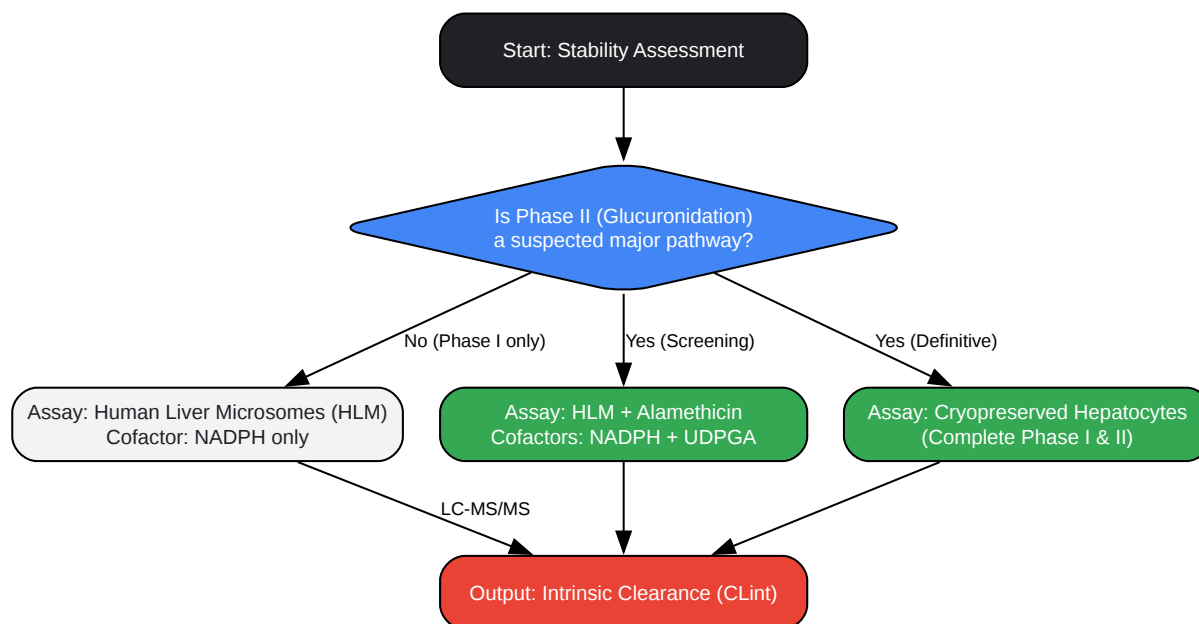 Start: Stability Assessment
Is Phase II (Glucuronidation)
a suspected major pathway?
No (Phase I only)
Yes (Screening)
Yes (Definitive)
Assay: Human Liver Microsomes (HLM)
Cofactor: NADPH only
Assay: HLM + Alamethicin
Cofactors: NADPH + UDPGA
Assay: Cryopreserved Hepatocytes
(Complete Phase I & II)
LC-MS/MS
Output: Intrinsic Clearance (CLint)